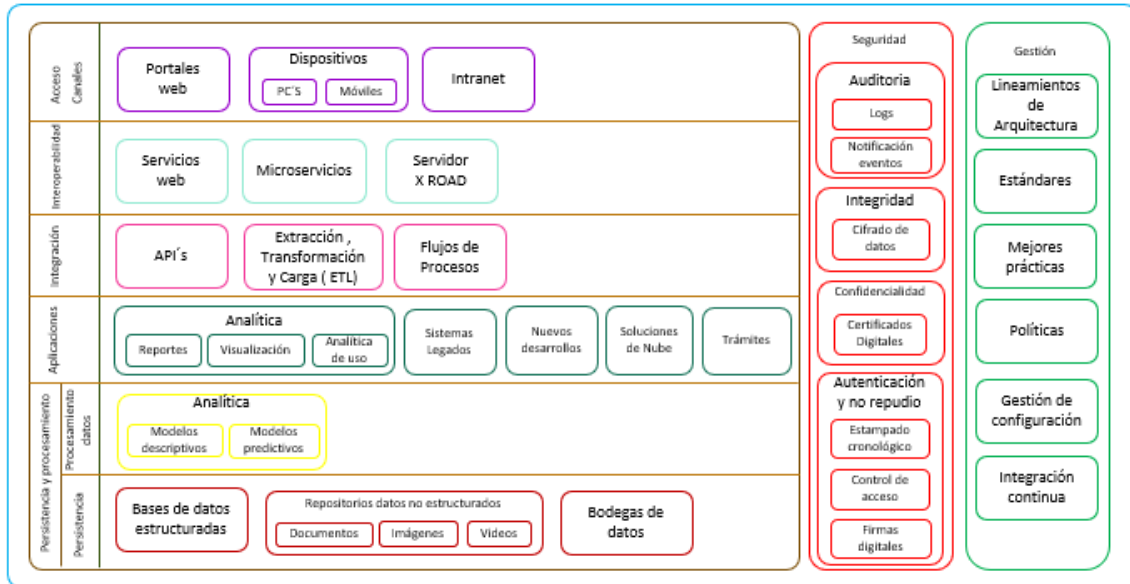 Acceso
Canales
Portales
web
Dispositivos
PC´S
Móviles
Intranet
Interoperabilidad
Servicios
web
Microservicios
Servidor
X ROAD
Integración
API´s
Extracción ,
Transformación
y Carga ( ETL)
Flujos de
Procesos
Aplicaciones
Analítica
Reportes
Visualización
Analítica
de uso
Sistemas
Legados
Nuevos
desarrollos
Soluciones
de Nube
Trámites
Persistencia y procesamiento
Procesamiento
datos
Analítica
Modelos
descriptivos
Modelos
predictivos
Persistencia
Bases de datos
estructuradas
Repositorios datos no estructurados
Documentos
Imágenes
Videos
Bodegas de
datos
Seguridad
Auditoria
Logs
Notificación
eventos
Integridad
Cifrado de
datos
Confidencialidad
Certificados
Digitales
Autenticación
y no repudio
Estampado
cronológico
Control de
acceso
Firmas
digitales
Gestión
Lineamientos
de
Arquitectura
Estándares
Mejores
prácticas
Políticas
Gestión de
configuración
Integración
continua